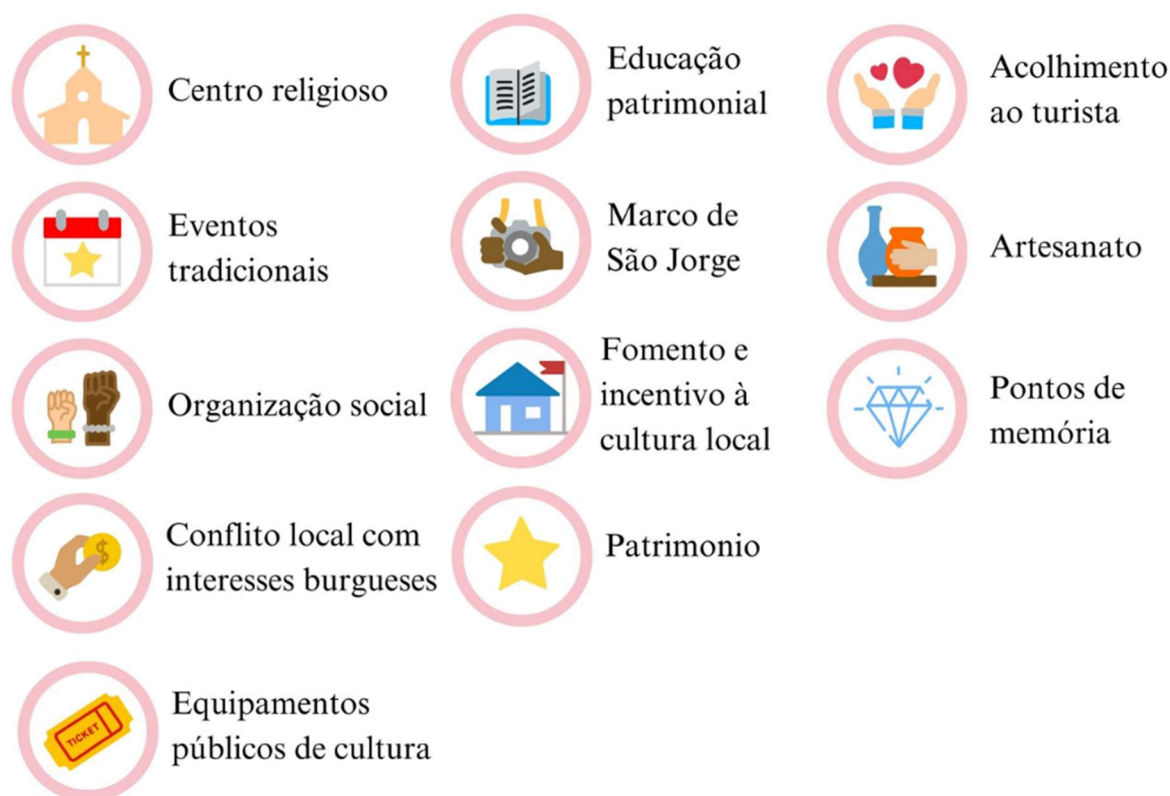 Centro religioso
Eventos
tradicionais
Organização social
Conflito local com
interesses burgueses
TICKET
Equipamentos
públicos de cultura
Educação
patrimonial
Marco de
São Jorge
Fomento e
incentivo à
cultura local
Patrimonio
Acolhimento
ao turista
Artesanato
Pontos de
memória